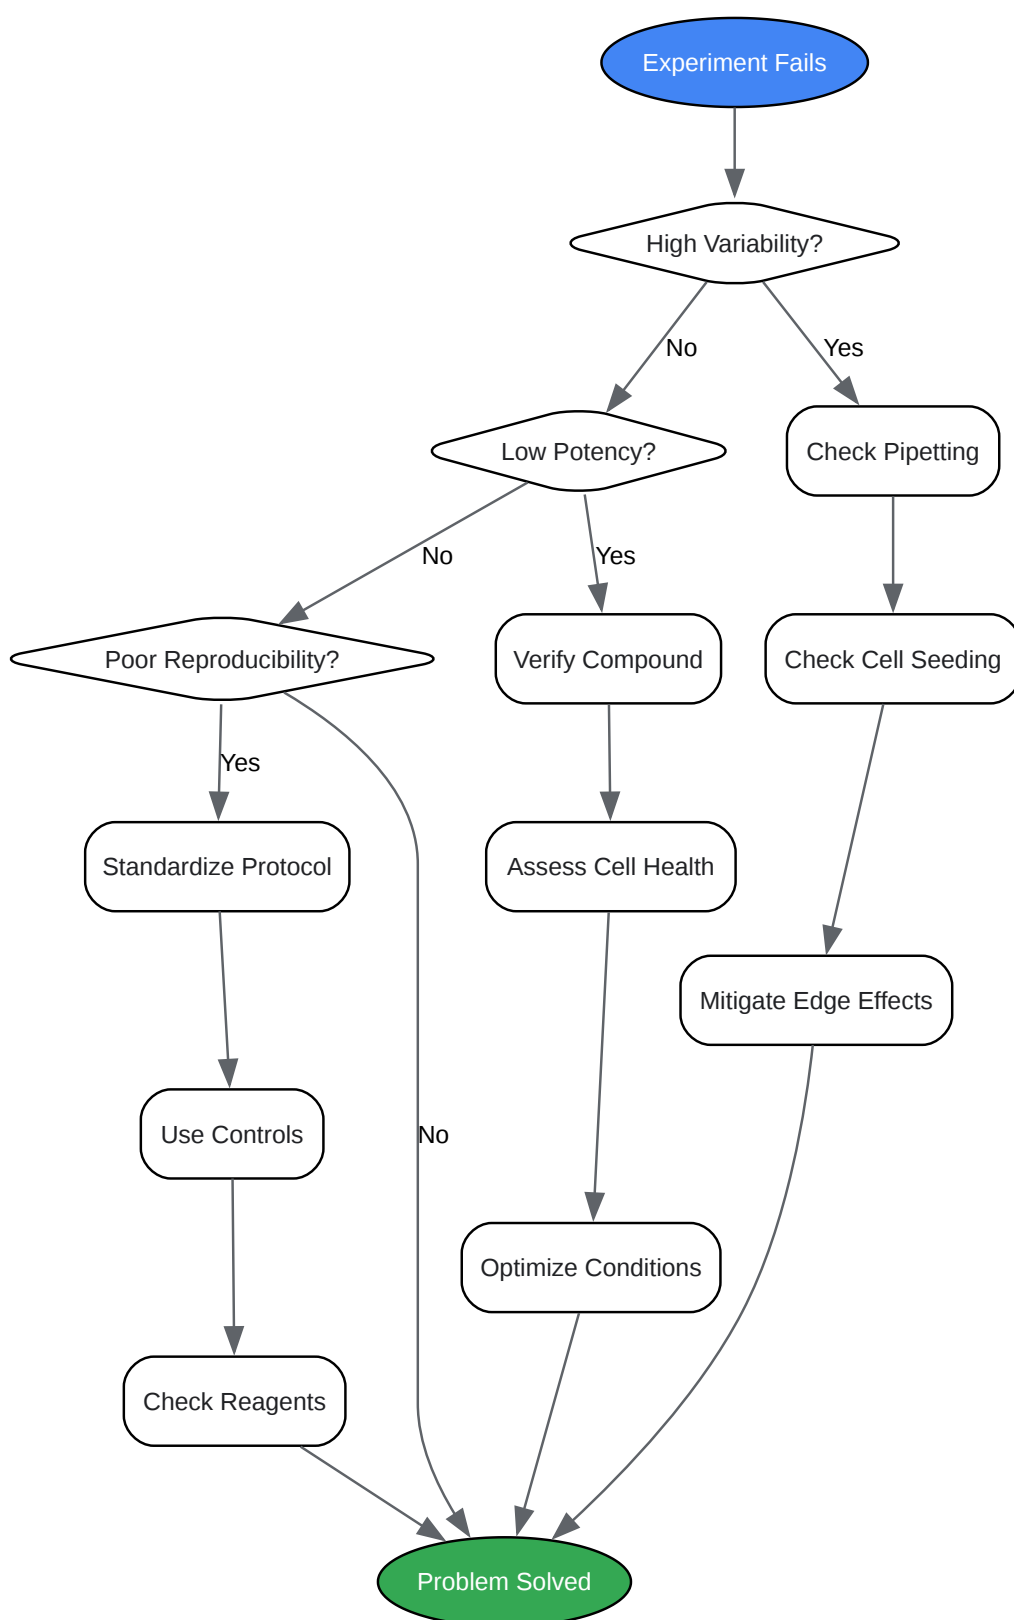 Experiment Fails
High Variability?
No
Yes
Low Potency?
Check Pipetting
No
Yes
Poor Reproducibility?
Verify Compound
Check Cell Seeding
Yes
Standardize Protocol
Assess Cell Health
Mitigate Edge Effects
Use Controls
No
Optimize Conditions
Check Reagents
Problem Solved